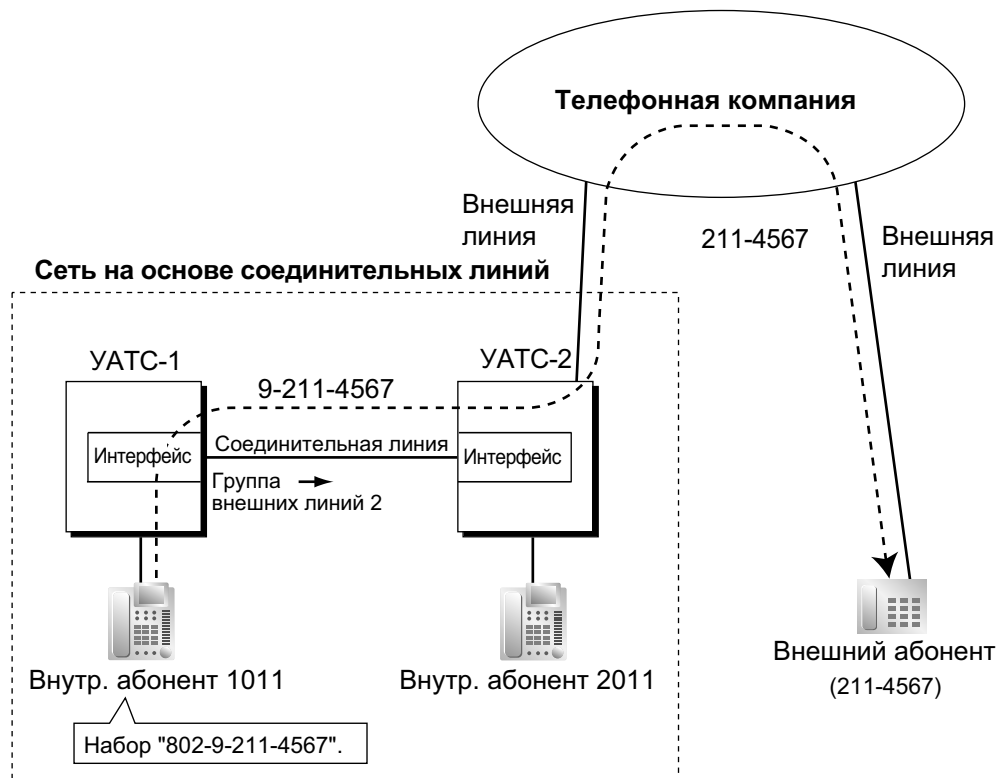 Телефонная компания
Внешняя
линия
211-4567
Внешняя
линия
Сеть на основе соединительных линий
УАТС-1
УАТС-2
9-211-4567
Интерфейс
Соединительная линия
Интерфейс
Группа
внешних линий 2
Внутр. абонент 1011
Внутр. абонент 2011
Внешний абонент
(211-4567)
Набор "802-9-211-4567".